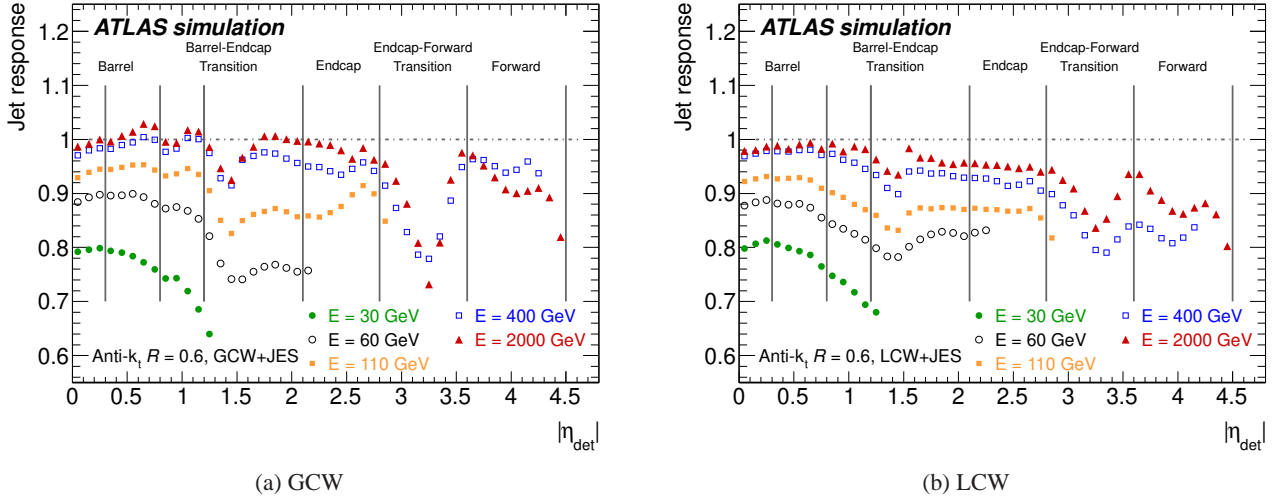 ATLAS simulation
Barrel-Endcap
Endcap-Forward
Barrel
Transition
Endcap
Transition
Forward
Jet response
1.2
1.1
1
0.9
0.8
0.7
0.6
E = 30 GeV
E = 400 GeV
E = 60 GeV
E = 2000 GeV
Anti-kt R = 0.6, GCW+JES
E = 110 GeV
0 0.5 1 1.5 2 2.5 3 3.5 4 4.5
|ηdet|
(a) GCW
ATLAS simulation
Barrel-Endcap
Endcap-Forward
Barrel
Transition
Endcap
Transition
Forward
Jet response
1.2
1.1
1
0.9
0.8
0.7
0.6
E = 30 GeV
E = 400 GeV
E = 60 GeV
E = 2000 GeV
Anti-kt R = 0.6, LCW+JES
E = 110 GeV
0 0.5 1 1.5 2 2.5 3 3.5 4 4.5
|ηdet|
(b) LCW